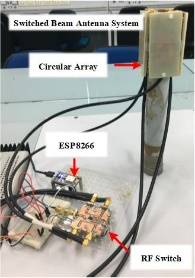 Switched Beam Antenna System
Circular Array
ESP8266
RF Switch